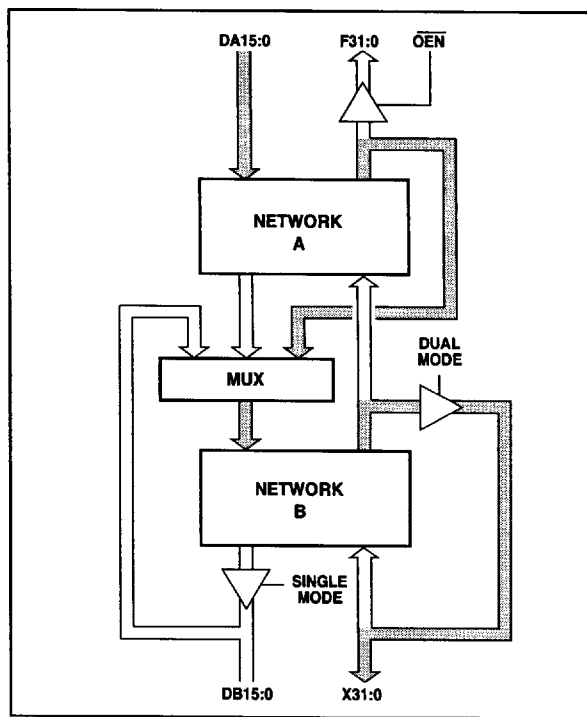 DA15:0
F31:0
OEN
NETWORK
A
DUAL
MODE
MUX
NETWORK
B
SINGLE
MODE
DB15:0
X31:0